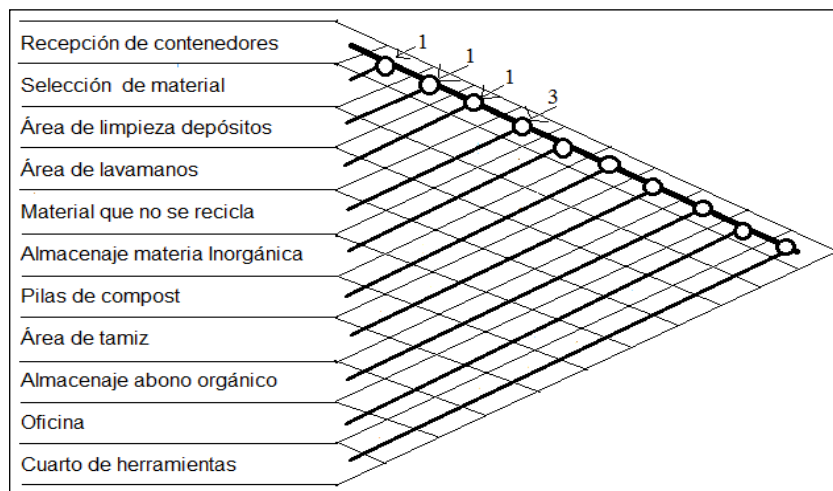 Recepción de contenedores
Selección de material
Área de limpieza depósitos
Área de lavamanos
Material que no se recicla
Almacenaje materia Inorgánica
Pilas de compost
Área de tamiz
Almacenaje abono orgánico
Oficina
Cuarto de herramientas
1
1
1
3